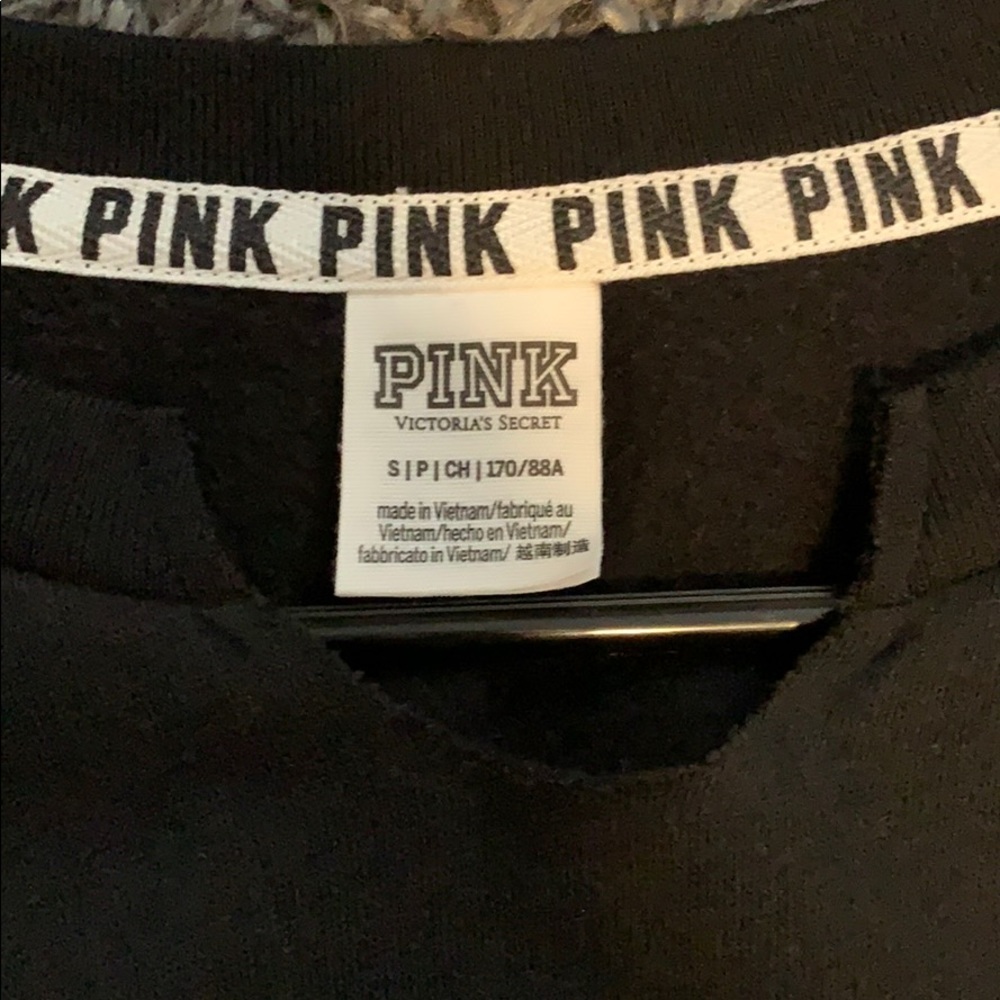 K PINK PINK PINK PINK
PINK
VICTORIA'S SECRET
S | P | CH | 170/88A
made in Vietnam/fabriqué au
Vietnam/hecho en Vietnam/
fabbricato in Vietnam/ 越南制造